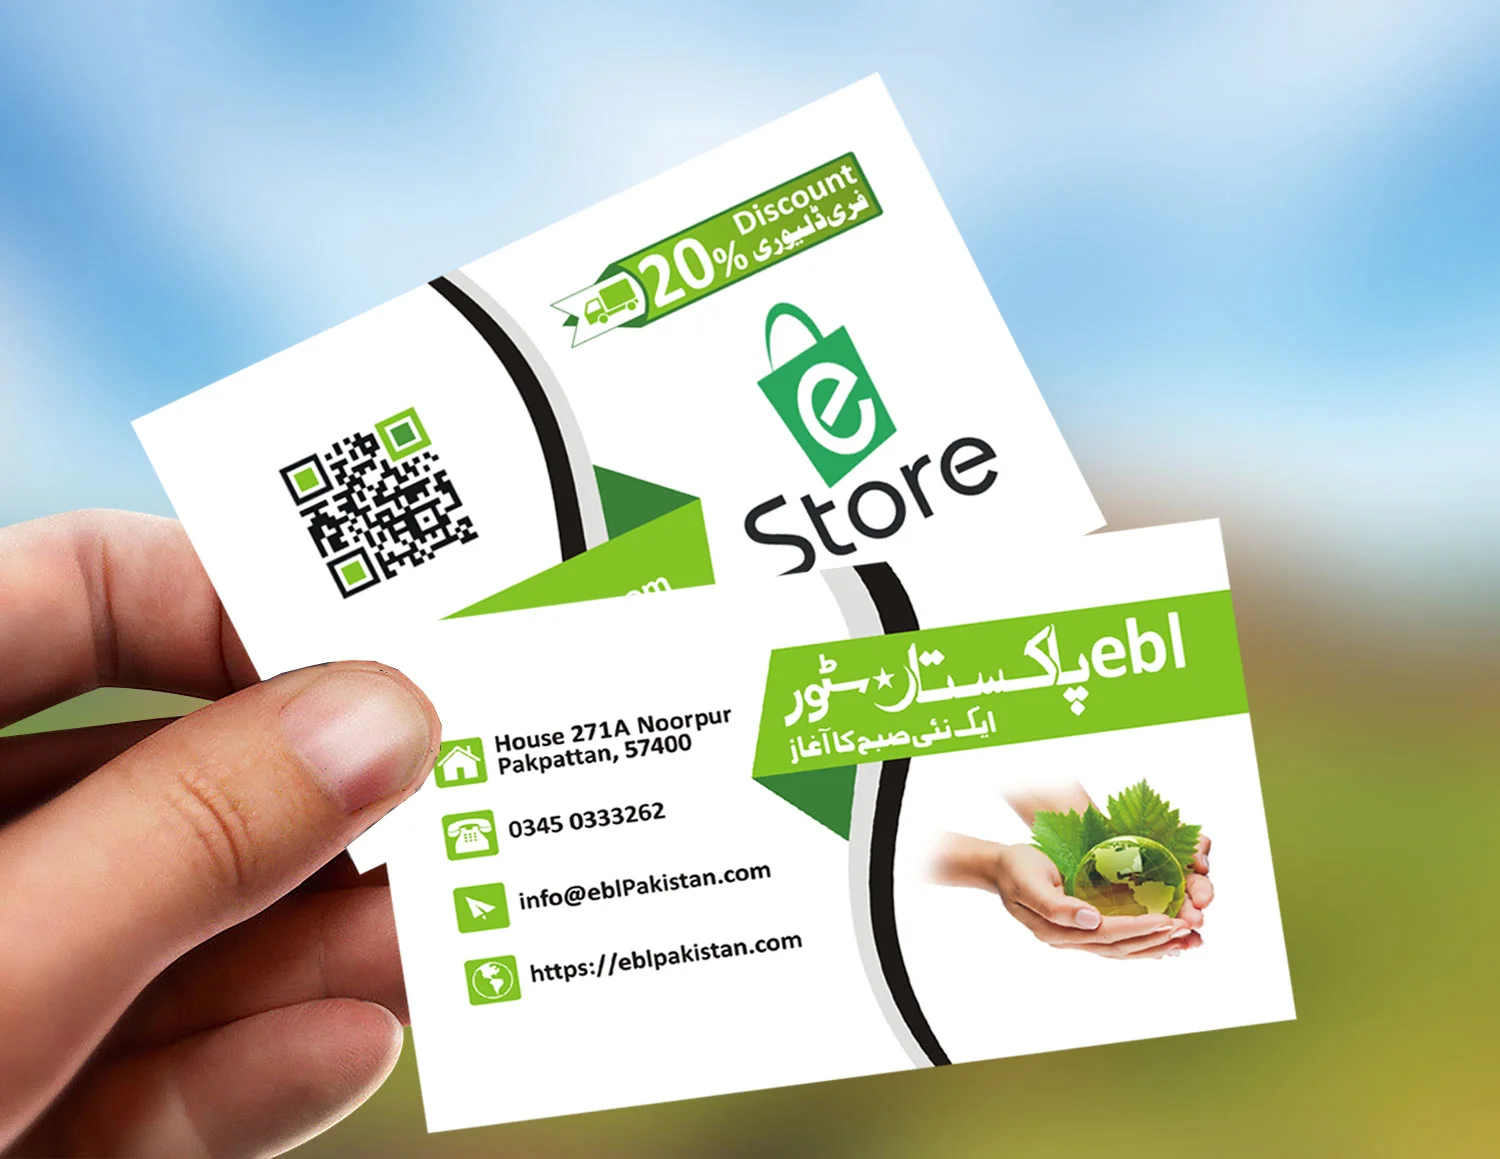 20% Discount
فری ڈلیوری
e
Store
om
ebl پاکستان سٹور
ایک نئی صبح کا آغاز
House 271A Noorpur
Pakpattan, 57400
0345 0333262
info@eblPakistan.com
https://eblpakistan.com